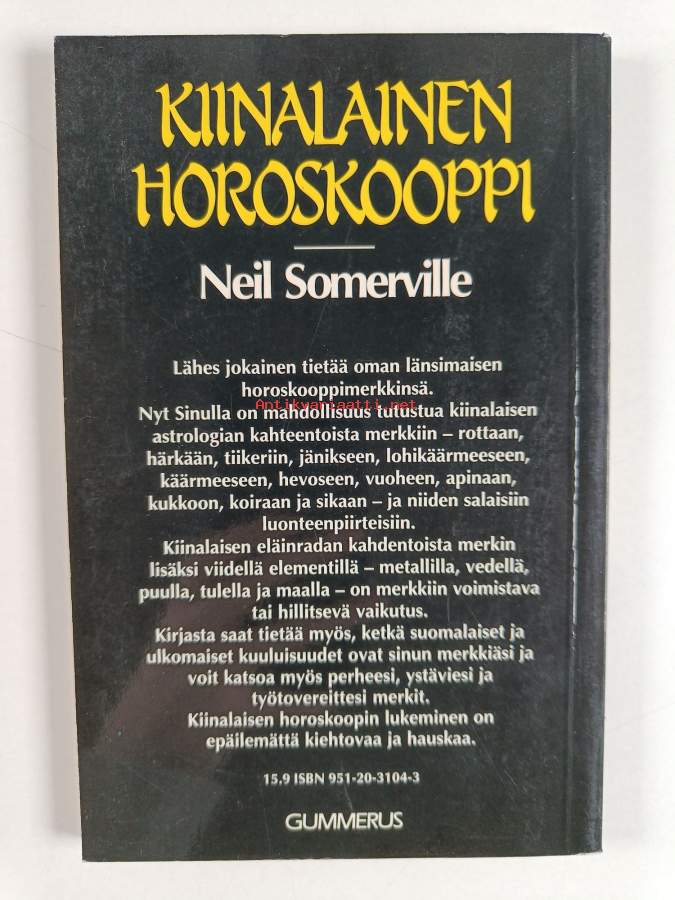 KIINALAINEN
HOROSKOOPPI
Neil Somerville
Lähes jokainen tietää oman länsimaisen
horoskooppimerkkinsä.
Antikvariaatti.net
Nyt Sinulla on mahdollisuus tutustua kiinalaisen
astrologian kahteentoista merkkiin – rottaan,
härkään, tiikeriin, jänikseen, lohikäärmeeseen,
käärmeeseen, hevoseen, vuoheen, apinaan,
kukkoon, koiraan ja sikaan – ja niiden salaisiin
luonteenpiirteisiin.
Kiinalaisen eläinradan kahdentoista merkin
lisäksi viidellä elementillä – metallilla, vedellä,
puulla, tulella ja maalla – on merkkiin voimistava
tai hillitsevä vaikutus.
Kirjasta saat tietää myös, ketkä suomalaiset ja
ulkomaiset kuuluisuudet ovat sinun merkkiäsi ja
voit katsoa myös perheesi, ystäviesi ja
työtovereittesi merkit.
Kiinalaisen horoskoopin lukeminen on
epäilemättä kiehtovaa ja hauskaa.
15.9 ISBN 951-20-3104-3
GUMMERUS